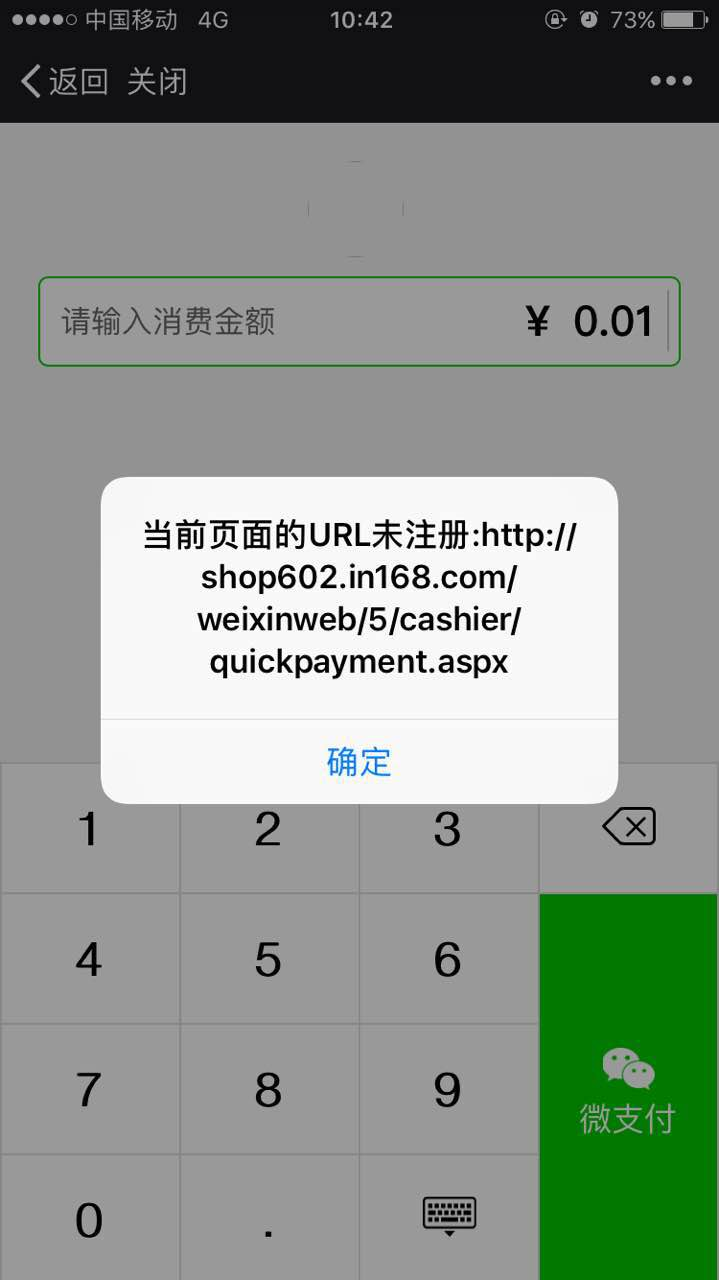 中国移动 4G 10:42 73%
返回 关闭
请输入消费金额 ¥ 0.01
当前页面的URL未注册:http://
shop602.in168.com/
weixinweb/5/cashier/
quickpayment.aspx
确定
1 2 3
4 5 6
7 8 9
微支付
0 .